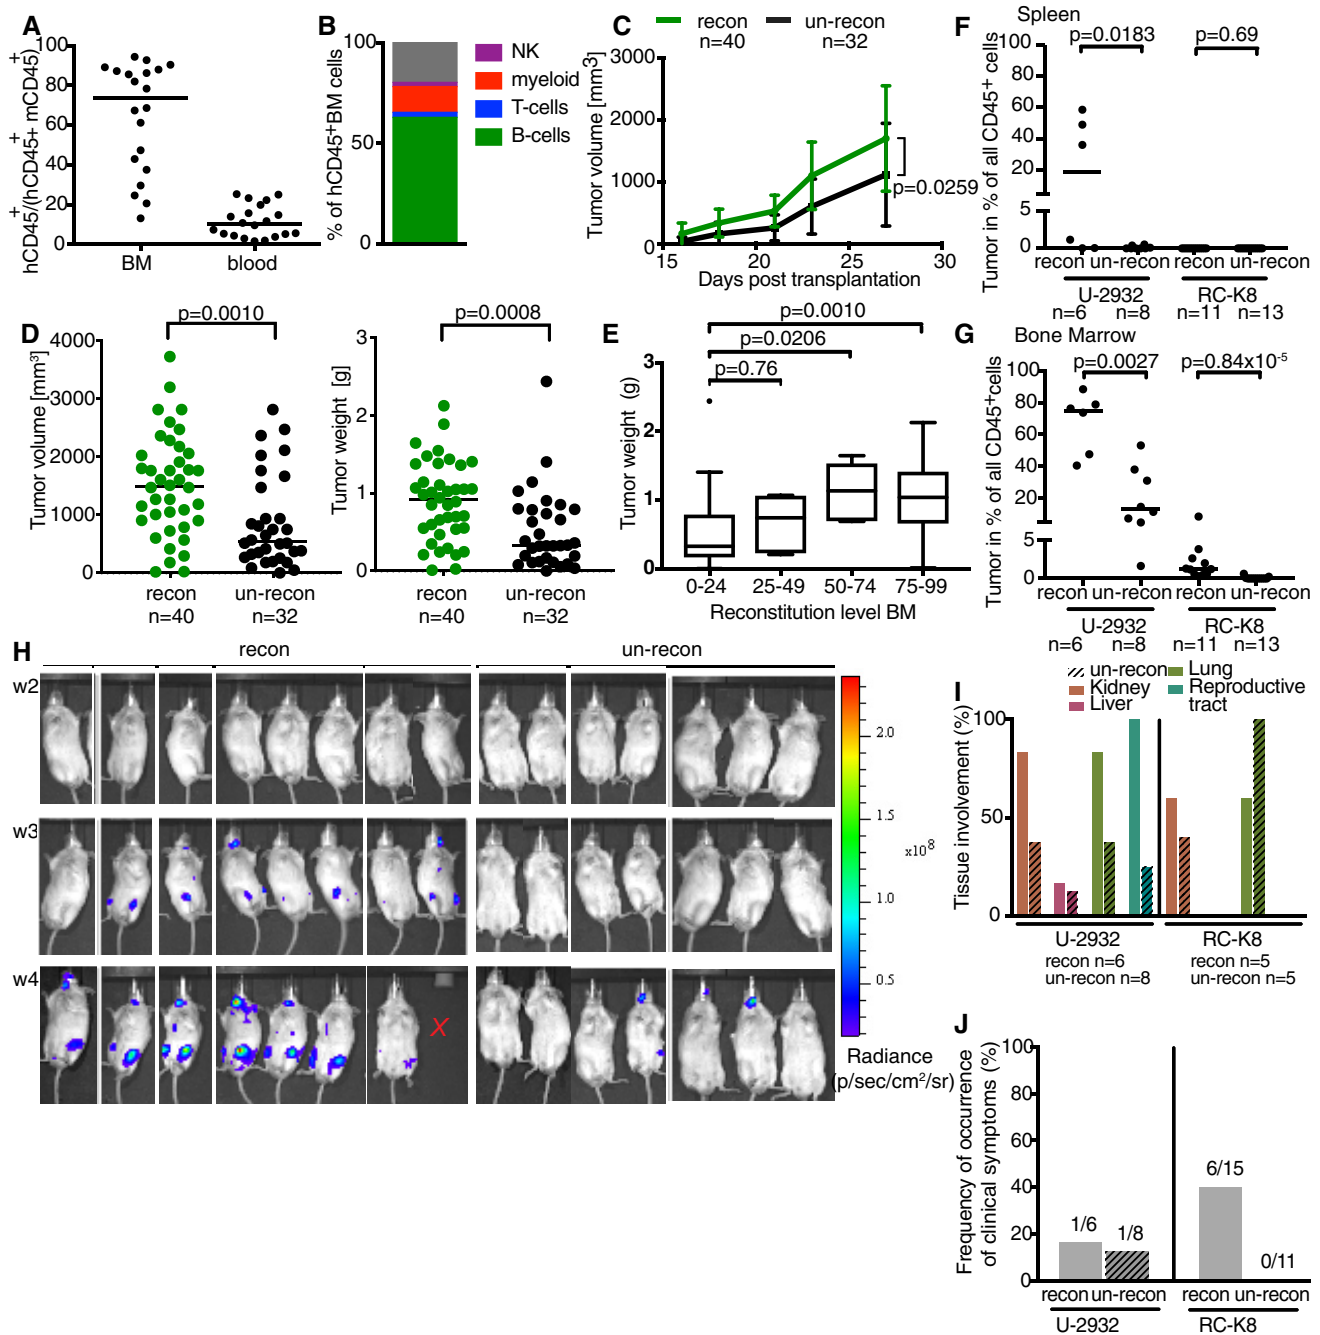 A
hCD45⁺/(hCD45⁺+ mCD45⁺)
100
80
60
40
20
0
BM
blood
B
% of hCD45⁺BM cells
100
50
0
NK
myeloid
T-cells
B-cells
C
recon
n=40
un-recon
n=32
Tumor volume [mm³]
3000
2000
1000
0
15
20
25
30
Days post transplantation
p=0.0259
D
Tumor volume [mm³]
4000
3000
2000
1000
0
p=0.0010
recon
un-recon
n=40
n=32
Tumor weight [g]
3
2
1
0
p=0.0008
recon
un-recon
n=40
n=32
E
Tumor weight (g)
3
2
1
0
p=0.0010
p=0.0206
p=0.76
0-24
25-49
50-74
75-99
Reconstitution level BM
F
Spleen
Tumor in % of all CD45+ cells
100
80
60
40
20
5
0
p=0.0183
p=0.69
recon un-recon
recon un-recon
U-2932
RC-K8
n=6
n=8
n=11
n=13
G
Bone Marrow
Tumor in % of all CD45⁺cells
100
80
60
40
20
5
0
p=0.0027
p=0.84x10⁻⁵
recon un-recon
recon un-recon
U-2932
RC-K8
n=6
n=8
n=11
n=13
H
recon
un-recon
w2
w3
w4
X
2.0
1.5
x10⁸
1.0
0.5
Radiance
(p/sec/cm²/sr)
I
un-recon
Kidney
Liver
Lung
Reproductive
tract
Tissue involvement (%)
100
50
0
U-2932
recon n=6
un-recon n=8
RC-K8
recon n=5
un-recon n=5
J
Frequency of occurrence
of clinical symptoms (%)
100
80
60
40
20
0
1/6
1/8
6/15
0/11
recon un-recon
recon un-recon
U-2932
RC-K8